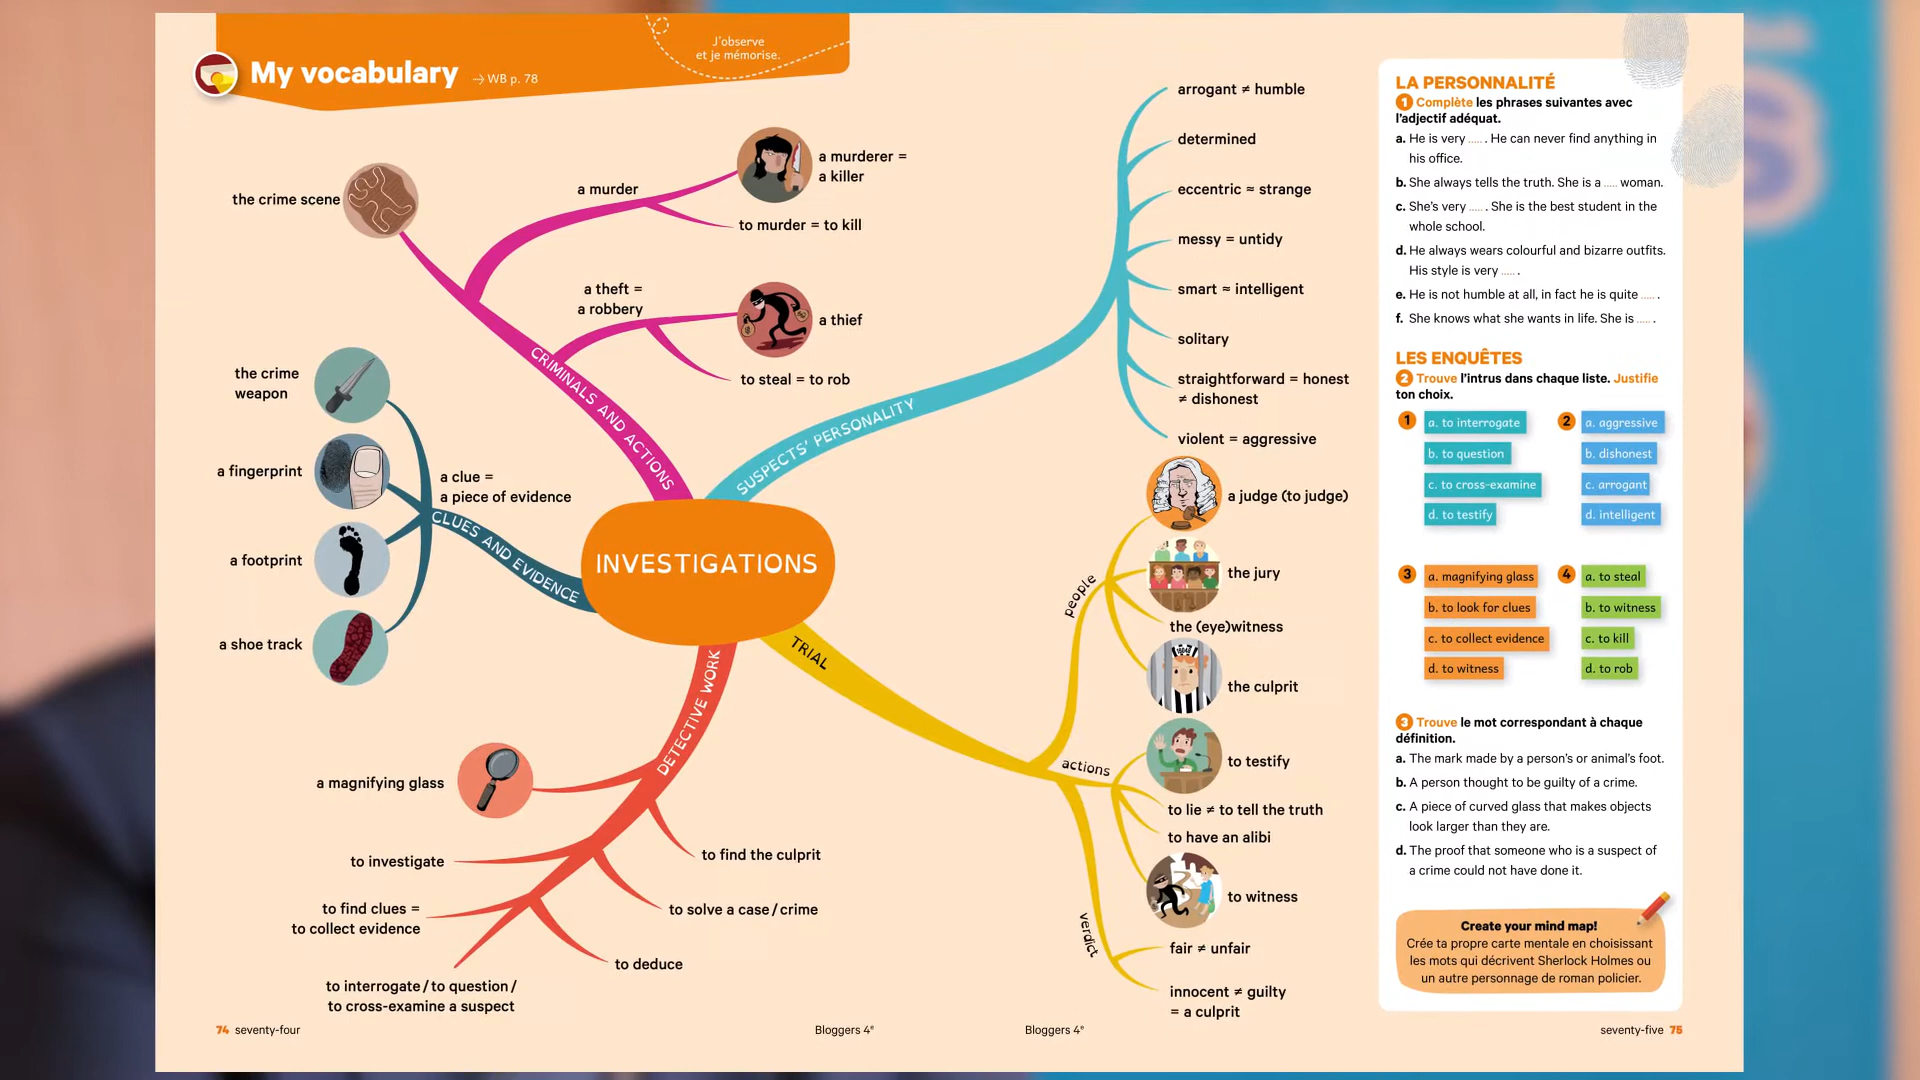 My vocabulary → WB p. 78
J'observe
et je mémorise.
the crime scene
a murder
a murderer =
a killer
to murder = to kill
a theft =
a robbery
a thief
to steal = to rob
CRIMINALS AND ACTIONS
the crime
weapon
a fingerprint
a clue =
a piece of evidence
a footprint
a shoe track
CLUES AND EVIDENCE
INVESTIGATIONS
SUSPECTS' PERSONALITY
arrogant ≠ humble
determined
eccentric ≈ strange
messy = untidy
smart ≈ intelligent
solitary
straightforward = honest
≠ dishonest
violent = aggressive
TRIAL
people
a judge (to judge)
the jury
the (eye)witness
the culprit
actions
to testify
to lie ≠ to tell the truth
to have an alibi
to witness
verdict
fair ≠ unfair
innocent ≠ guilty
= a culprit
DETECTIVE WORK
a magnifying glass
to investigate
to find the culprit
to find clues =
to collect evidence
to solve a case / crime
to deduce
to interrogate / to question /
to cross-examine a suspect
74 seventy-four
Bloggers 4e
Bloggers 4e
LA PERSONNALITÉ
1 Complète les phrases suivantes avec
l'adjectif adéquat.
a. He is very ..... . He can never find anything in
his office.
b. She always tells the truth. She is a ..... woman.
c. She's very ..... . She is the best student in the
whole school.
d. He always wears colourful and bizarre outfits.
His style is very ..... .
e. He is not humble at all, in fact he is quite ..... .
f. She knows what she wants in life. She is ..... .
LES ENQUÊTES
2 Trouve l'intrus dans chaque liste. Justifie
ton choix.
1
a. to interrogate
b. to question
c. to cross-examine
d. to testify
2
a. aggressive
b. dishonest
c. arrogant
d. intelligent
3
a. magnifying glass
b. to look for clues
c. to collect evidence
d. to witness
4
a. to steal
b. to witness
c. to kill
d. to rob
3 Trouve le mot correspondant à chaque
définition.
a. The mark made by a person's or animal's foot.
b. A person thought to be guilty of a crime.
c. A piece of curved glass that makes objects
look larger than they are.
d. The proof that someone who is a suspect of
a crime could not have done it.
Create your mind map!
Crée ta propre carte mentale en choisissant
les mots qui décrivent Sherlock Holmes ou
un autre personnage de roman policier.
seventy-five 75